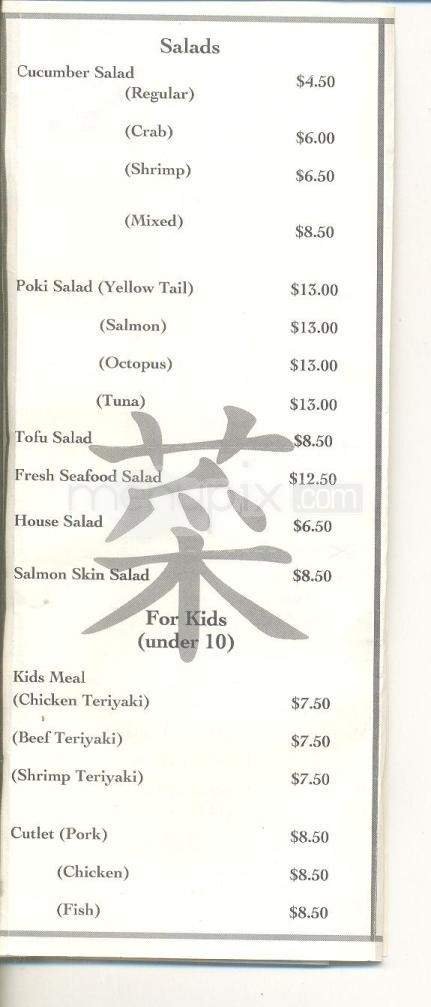 Salads
Cucumber Salad
(Regular) $4.50
(Crab) $6.00
(Shrimp) $6.50
(Mixed) $8.50
Poki Salad (Yellow Tail) $13.00
(Salmon) $13.00
(Octopus) $13.00
(Tuna) $13.00
Tofu Salad $8.50
Fresh Seafood Salad $12.50
menupix.com
House Salad $6.50
Salmon Skin Salad $8.50
菜
For Kids
(under 10)
Kids Meal
(Chicken Teriyaki) $7.50
(Beef Teriyaki) $7.50
(Shrimp Teriyaki) $7.50
Cutlet (Pork) $8.50
(Chicken) $8.50
(Fish) $8.50